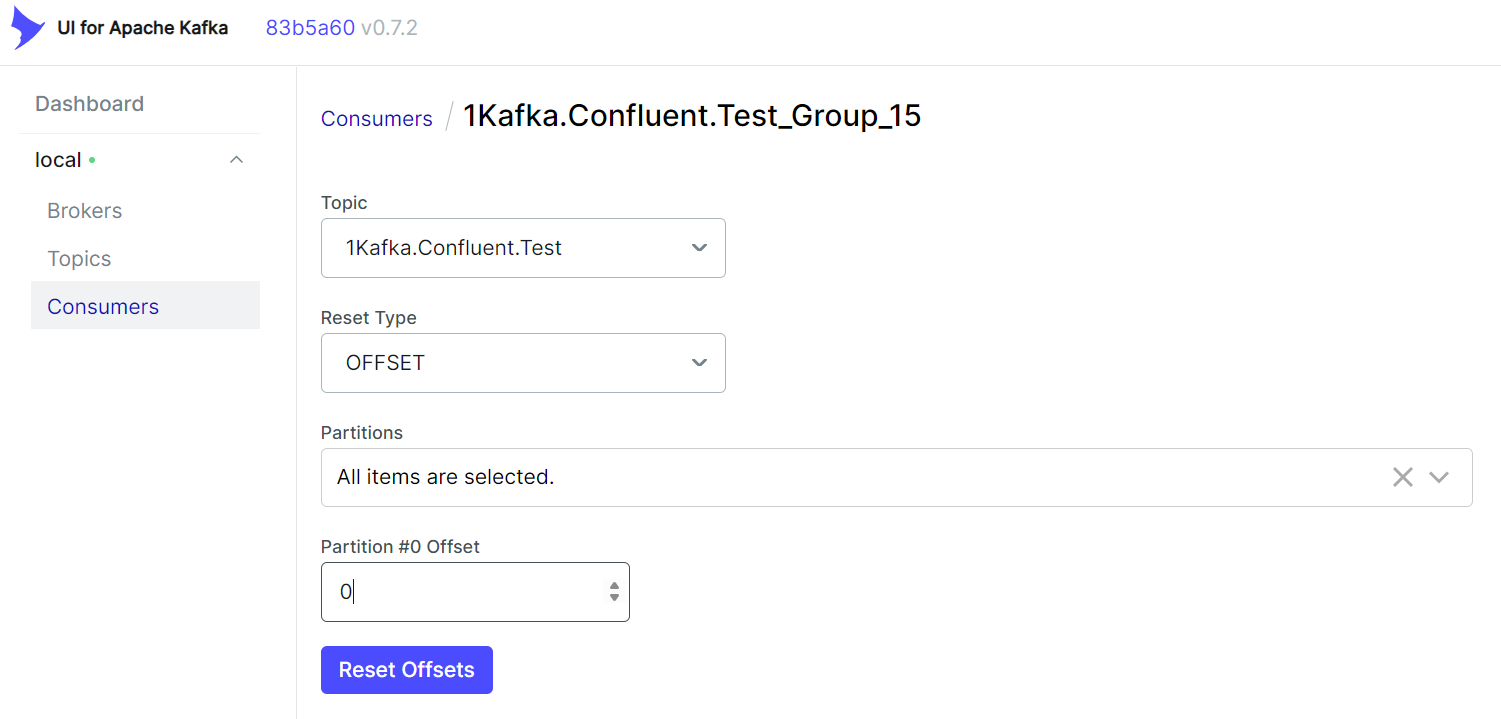 UI for Apache Kafka 83b5a60 v0.7.2
Dashboard
local
Brokers
Topics
Consumers
Consumers / 1Kafka.Confluent.Test_Group_15
Topic
1Kafka.Confluent.Test
Reset Type
OFFSET
Partitions
All items are selected.
Partition #0 Offset
0
Reset Offsets